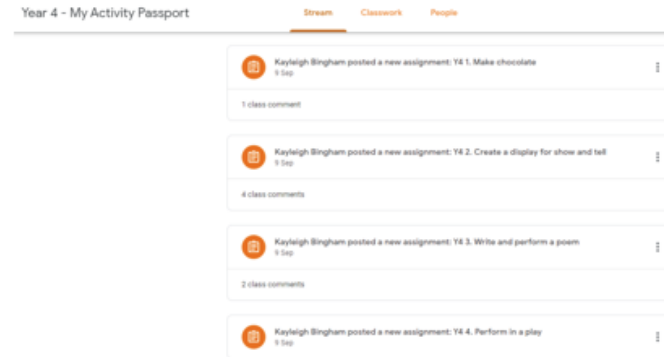 Year 4 - My Activity Passport
Stream Classwork People
Kayleigh Bingham posted a new assignment: Y4 1. Make chocolate
9 Sep
1 class comment
Kayleigh Bingham posted a new assignment: Y4 2. Create a display for show and tell
9 Sep
4 class comments
Kayleigh Bingham posted a new assignment: Y4 3. Write and perform a poem
9 Sep
2 class comments
Kayleigh Bingham posted a new assignment: Y4 4. Perform in a play
9 Sep